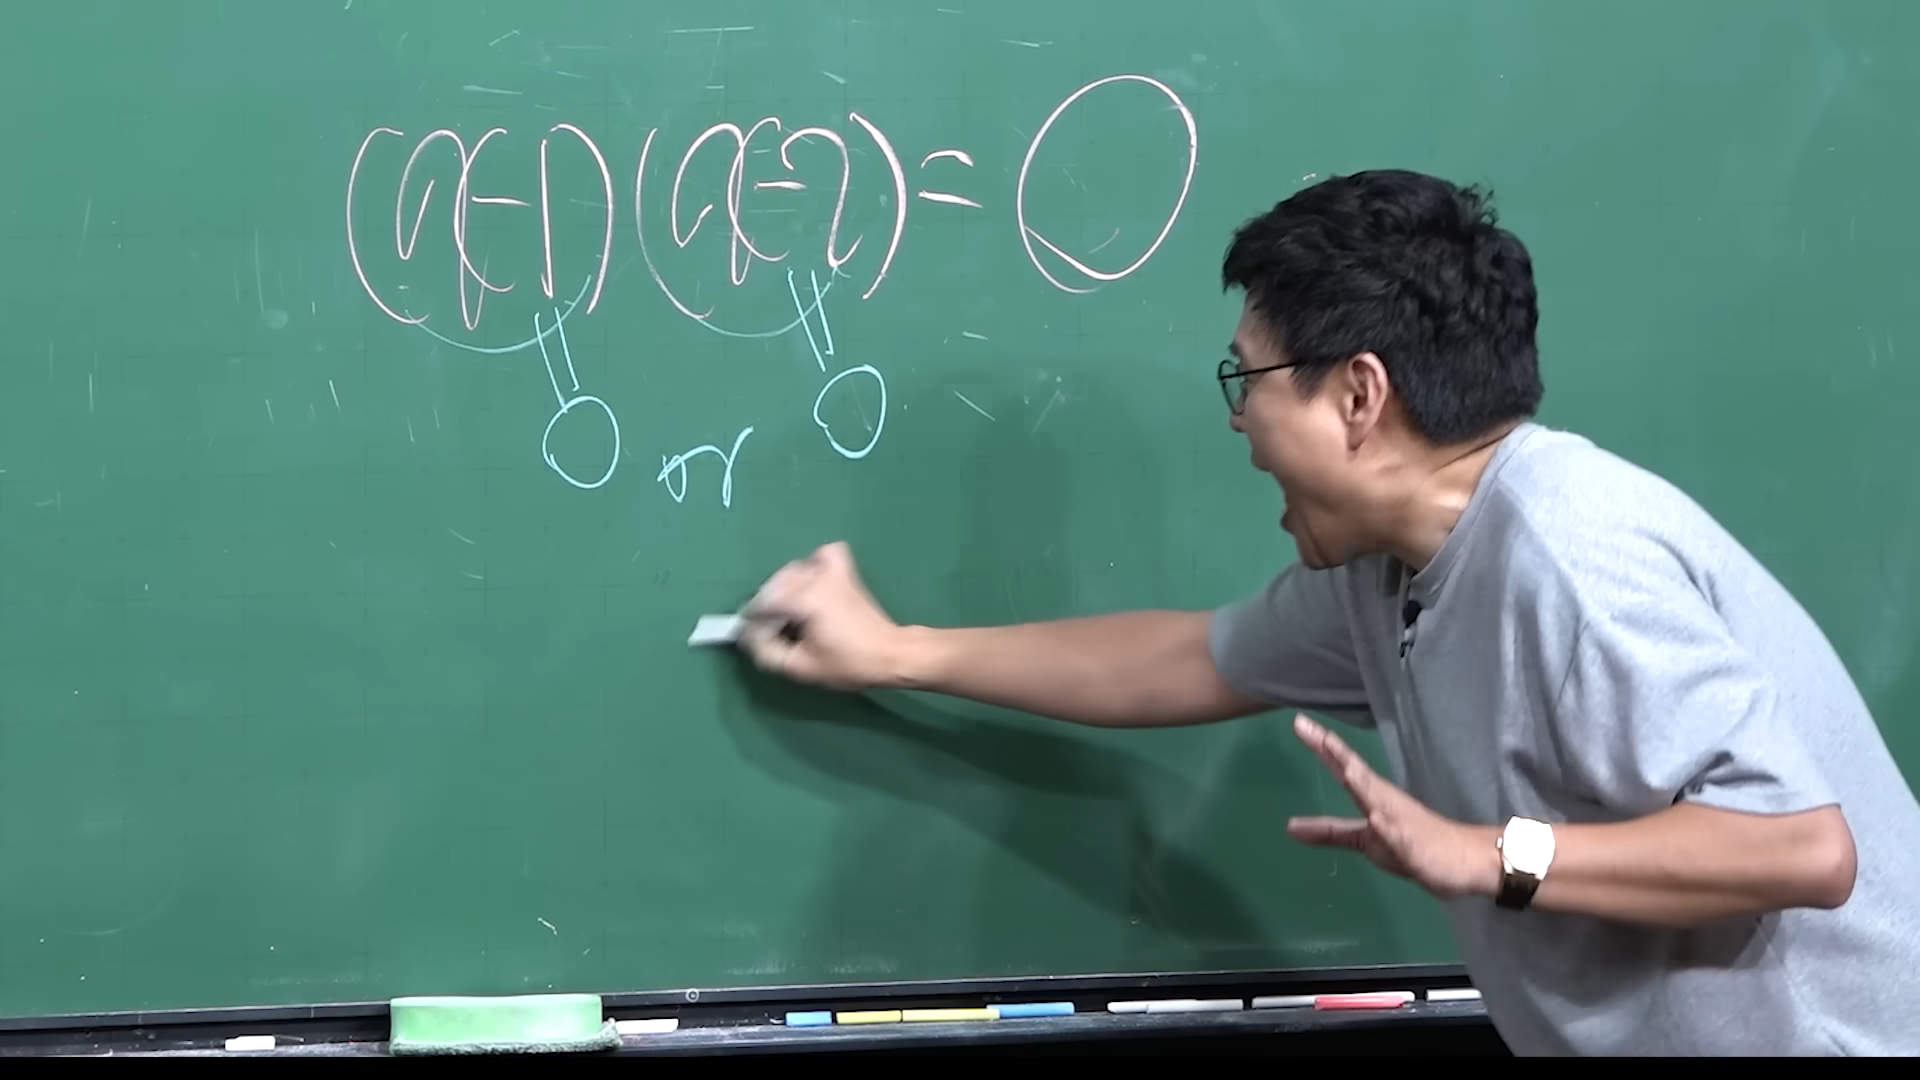 (x-1)(x-2)=0
= =
0 or 0